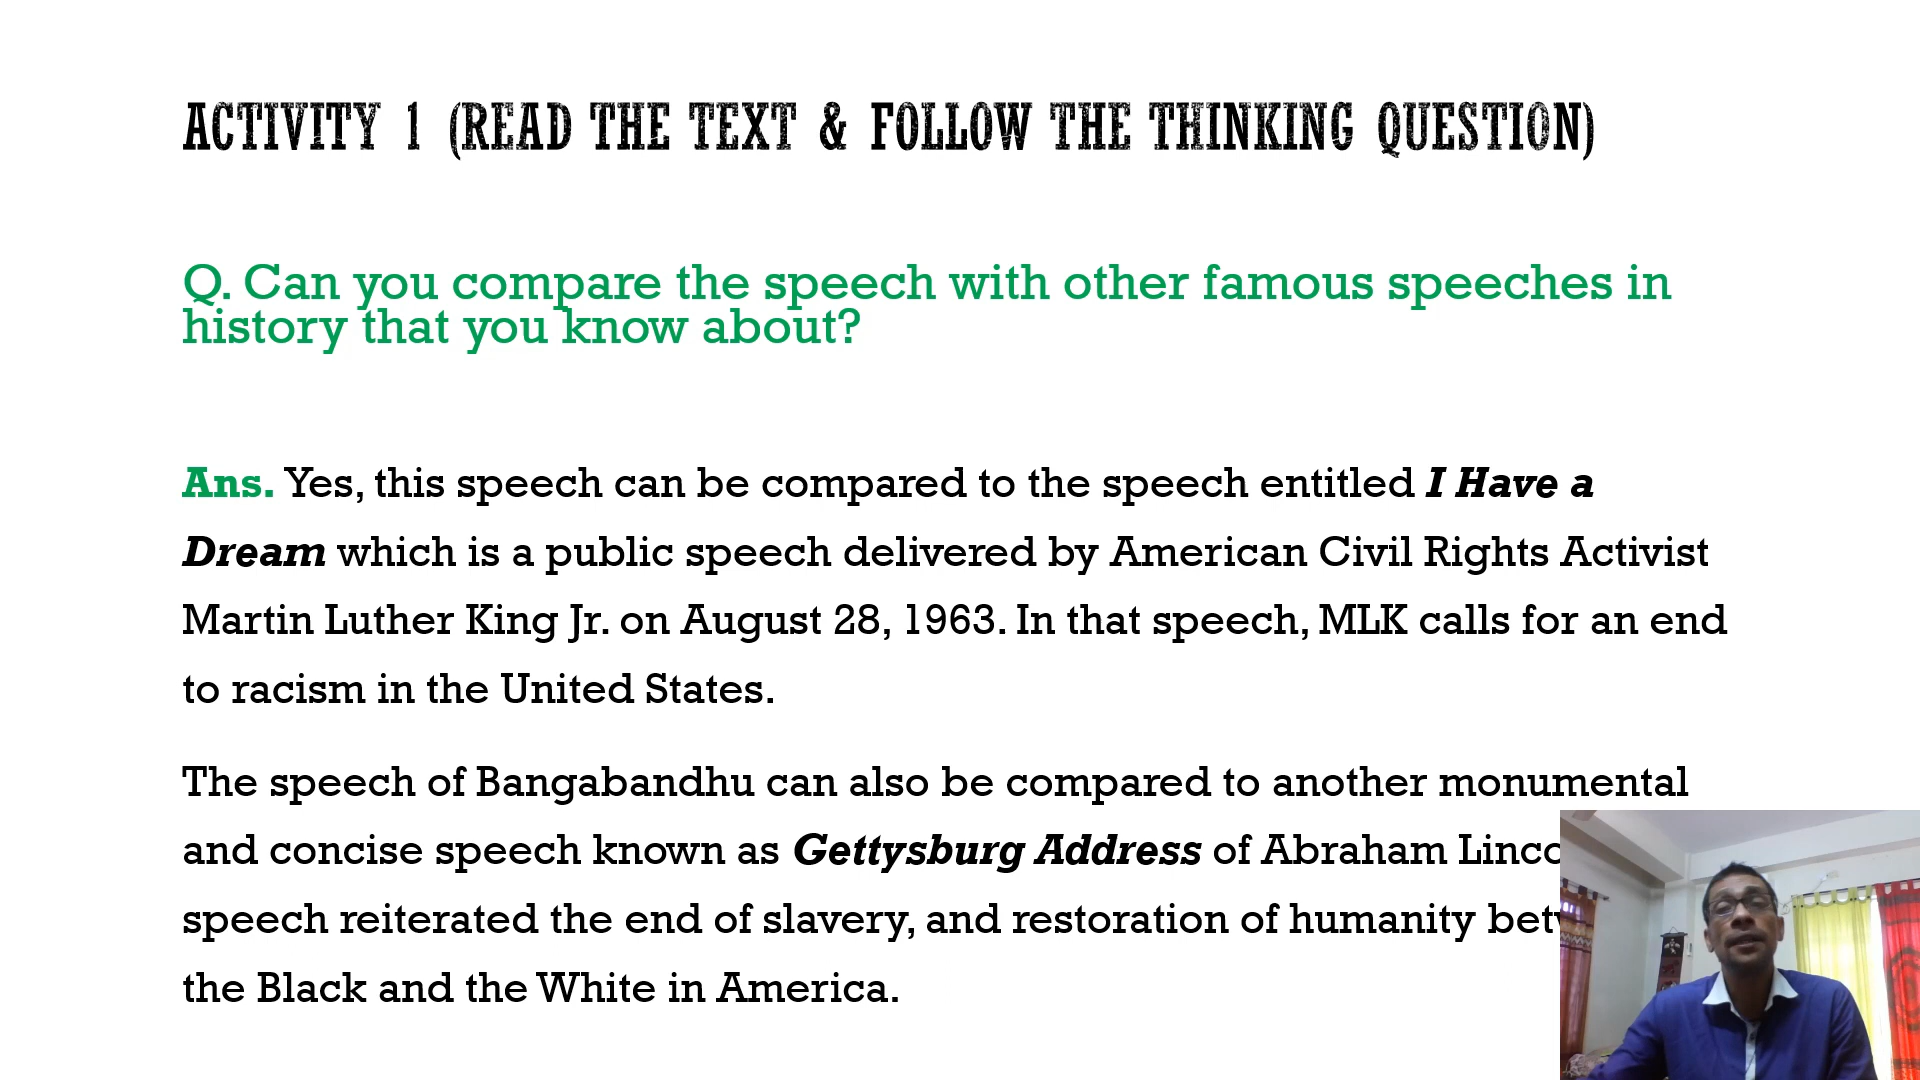 ACTIVITY 1 (READ THE TEXT & FOLLOW THE THINKING QUESTION)
Q. Can you compare the speech with other famous speeches in
history that you know about?
Ans. Yes, this speech can be compared to the speech entitled I Have a
Dream which is a public speech delivered by American Civil Rights Activist
Martin Luther King Jr. on August 28, 1963. In that speech, MLK calls for an end
to racism in the United States.
The speech of Bangabandhu can also be compared to another monumental
and concise speech known as Gettysburg Address of Abraham
speech reiterated the end of slavery, and restoration of humanity
the Black and the White in America.